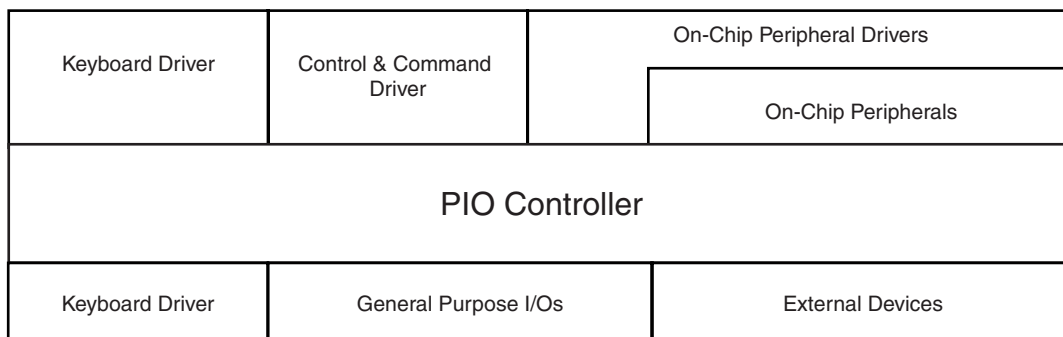 On-Chip Peripheral Drivers
Keyboard Driver
Control & Command
Driver
On-Chip Peripherals
PIO Controller
Keyboard Driver
General Purpose I/Os
External Devices